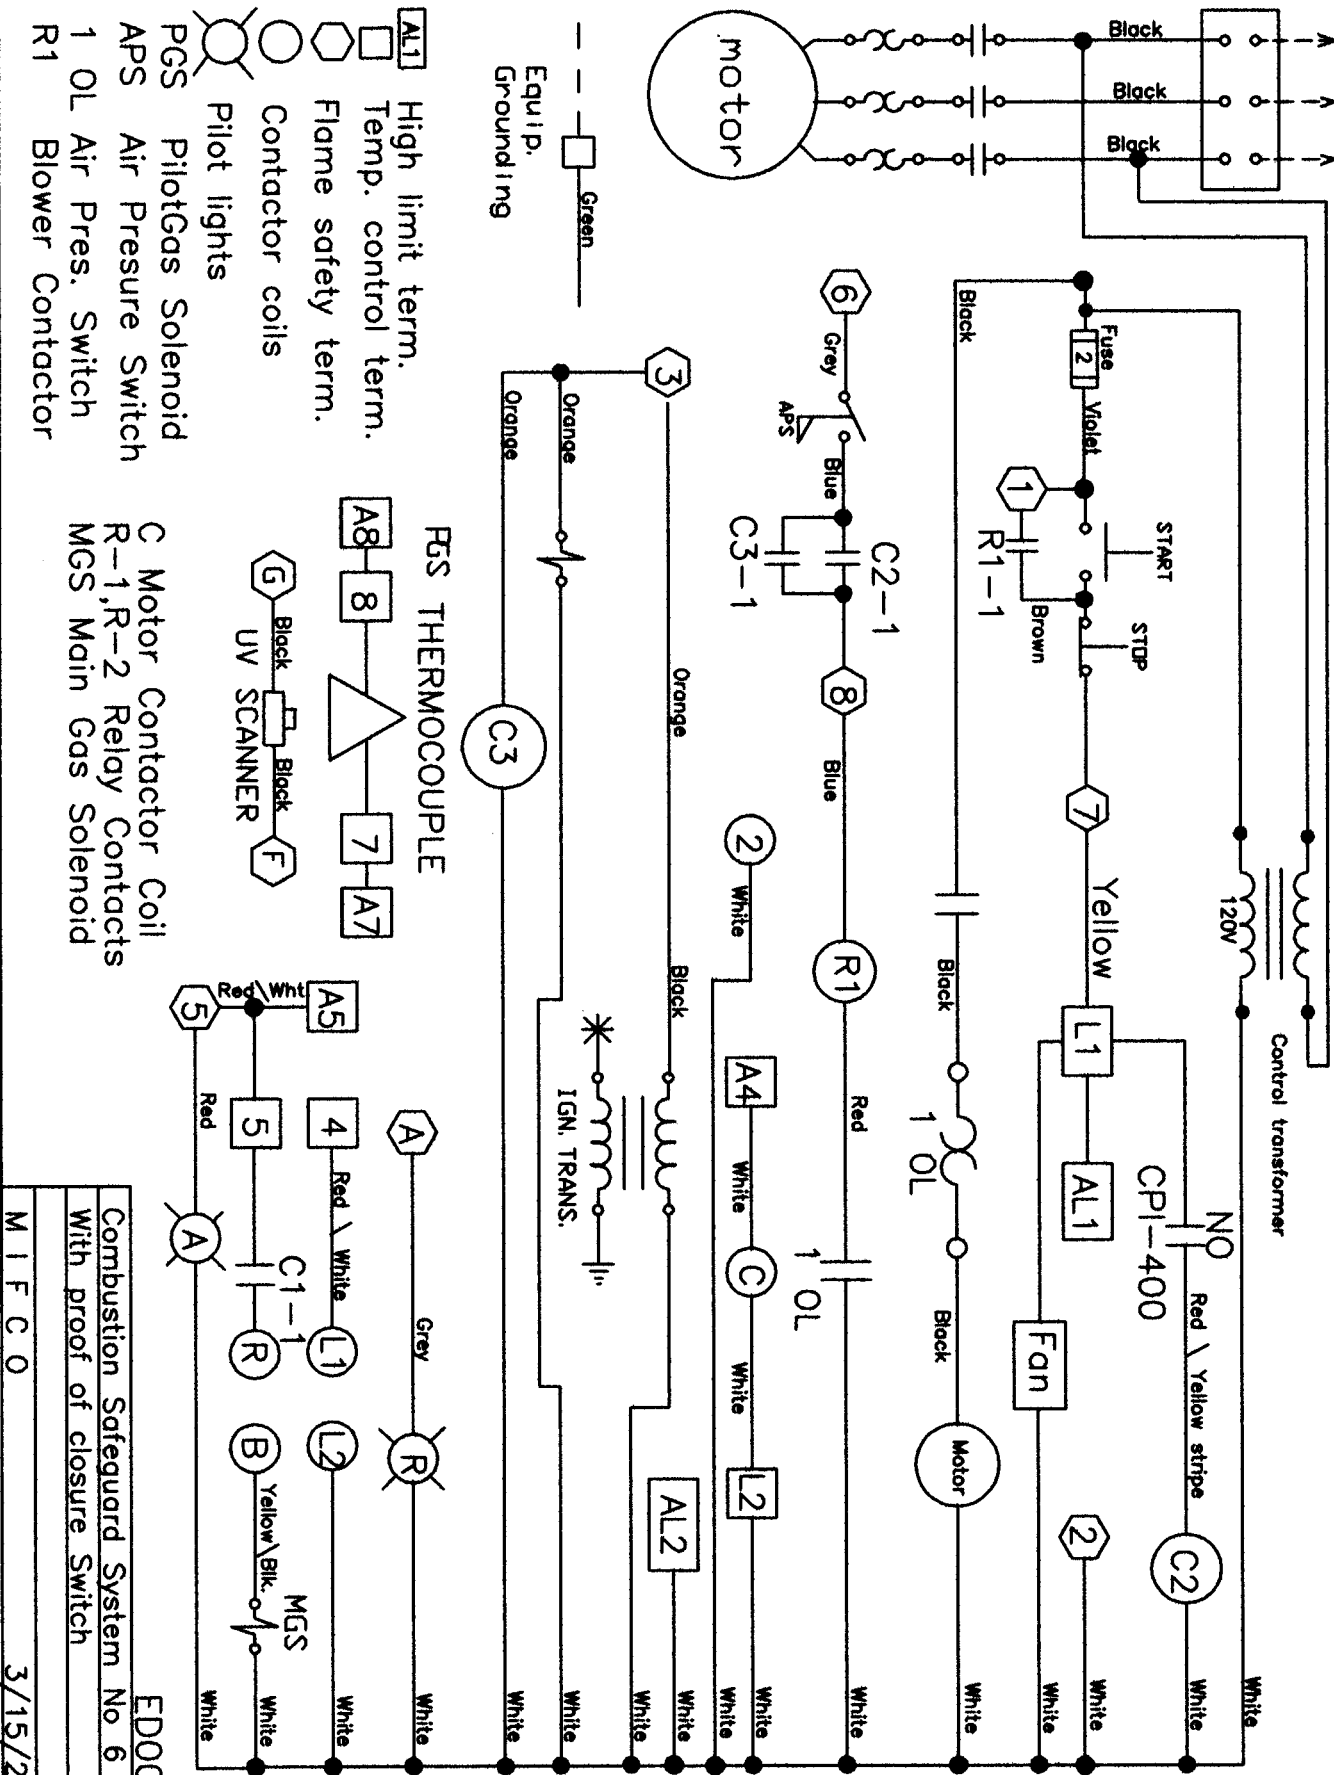 Black
Black
Black
motor
Control transformer
120V
White
Fuse
2
Violet
START
STOP
1
R1-1
Brown
7
Yellow
L1
AL1
NO
CPI-400
Red \ Yellow stripe
C2
White
Fan
White
2
White
Black
Black
1 OL
Black
Motor
White
6
Grey
APS
Blue
C2-1
C3-1
8
Blue
R1
Red
1 OL
White
2
White
A4
White
C
White
L2
White
AL2
White
3
Orange
Black
IGN. TRANS.
White
Orange
White
Orange
C3
White
Equip.
Grounding
Green
PGS THERMOCOUPLE
A8
8
7
A7
G
Black
UV SCANNER
Black
F
A
Grey
R
White
4
Red \ White
L1
L2
White
A5
Red\Wht
5
5
C1-1
R
B
Yellow\Blk.
MGS
White
Red
A
White
AL1 High limit term.
Temp. control term.
Flame safety term.
Contactor coils
Pilot lights
PGS PilotGas Solenoid
APS Air Presure Switch
1 OL Air Pres. Switch
R1 Blower Contactor
C Motor Contactor Coil
R-1,R-2 Relay Contacts
MGS Main Gas Solenoid
Combustion Safeguard System No 6
With proof of closure Switch
M I F C O